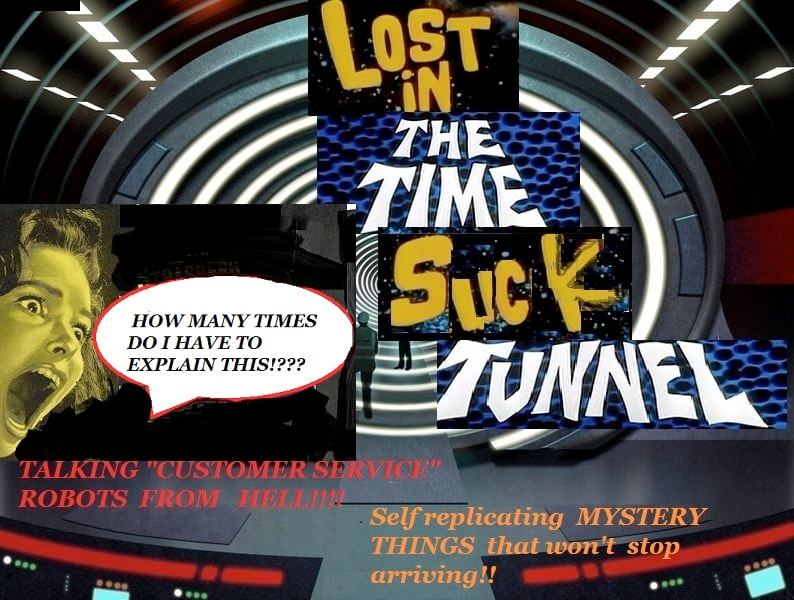 LOST
iN
THE
TIME
SUCK
TUNNEL
HOW MANY TIMES
DO I HAVE TO
EXPLAIN THIS!???
TALKING "CUSTOMER SERVICE"
ROBOTS FROM HELL!!!!
Self replicating MYSTERY
THINGS that won't stop
arriving!!